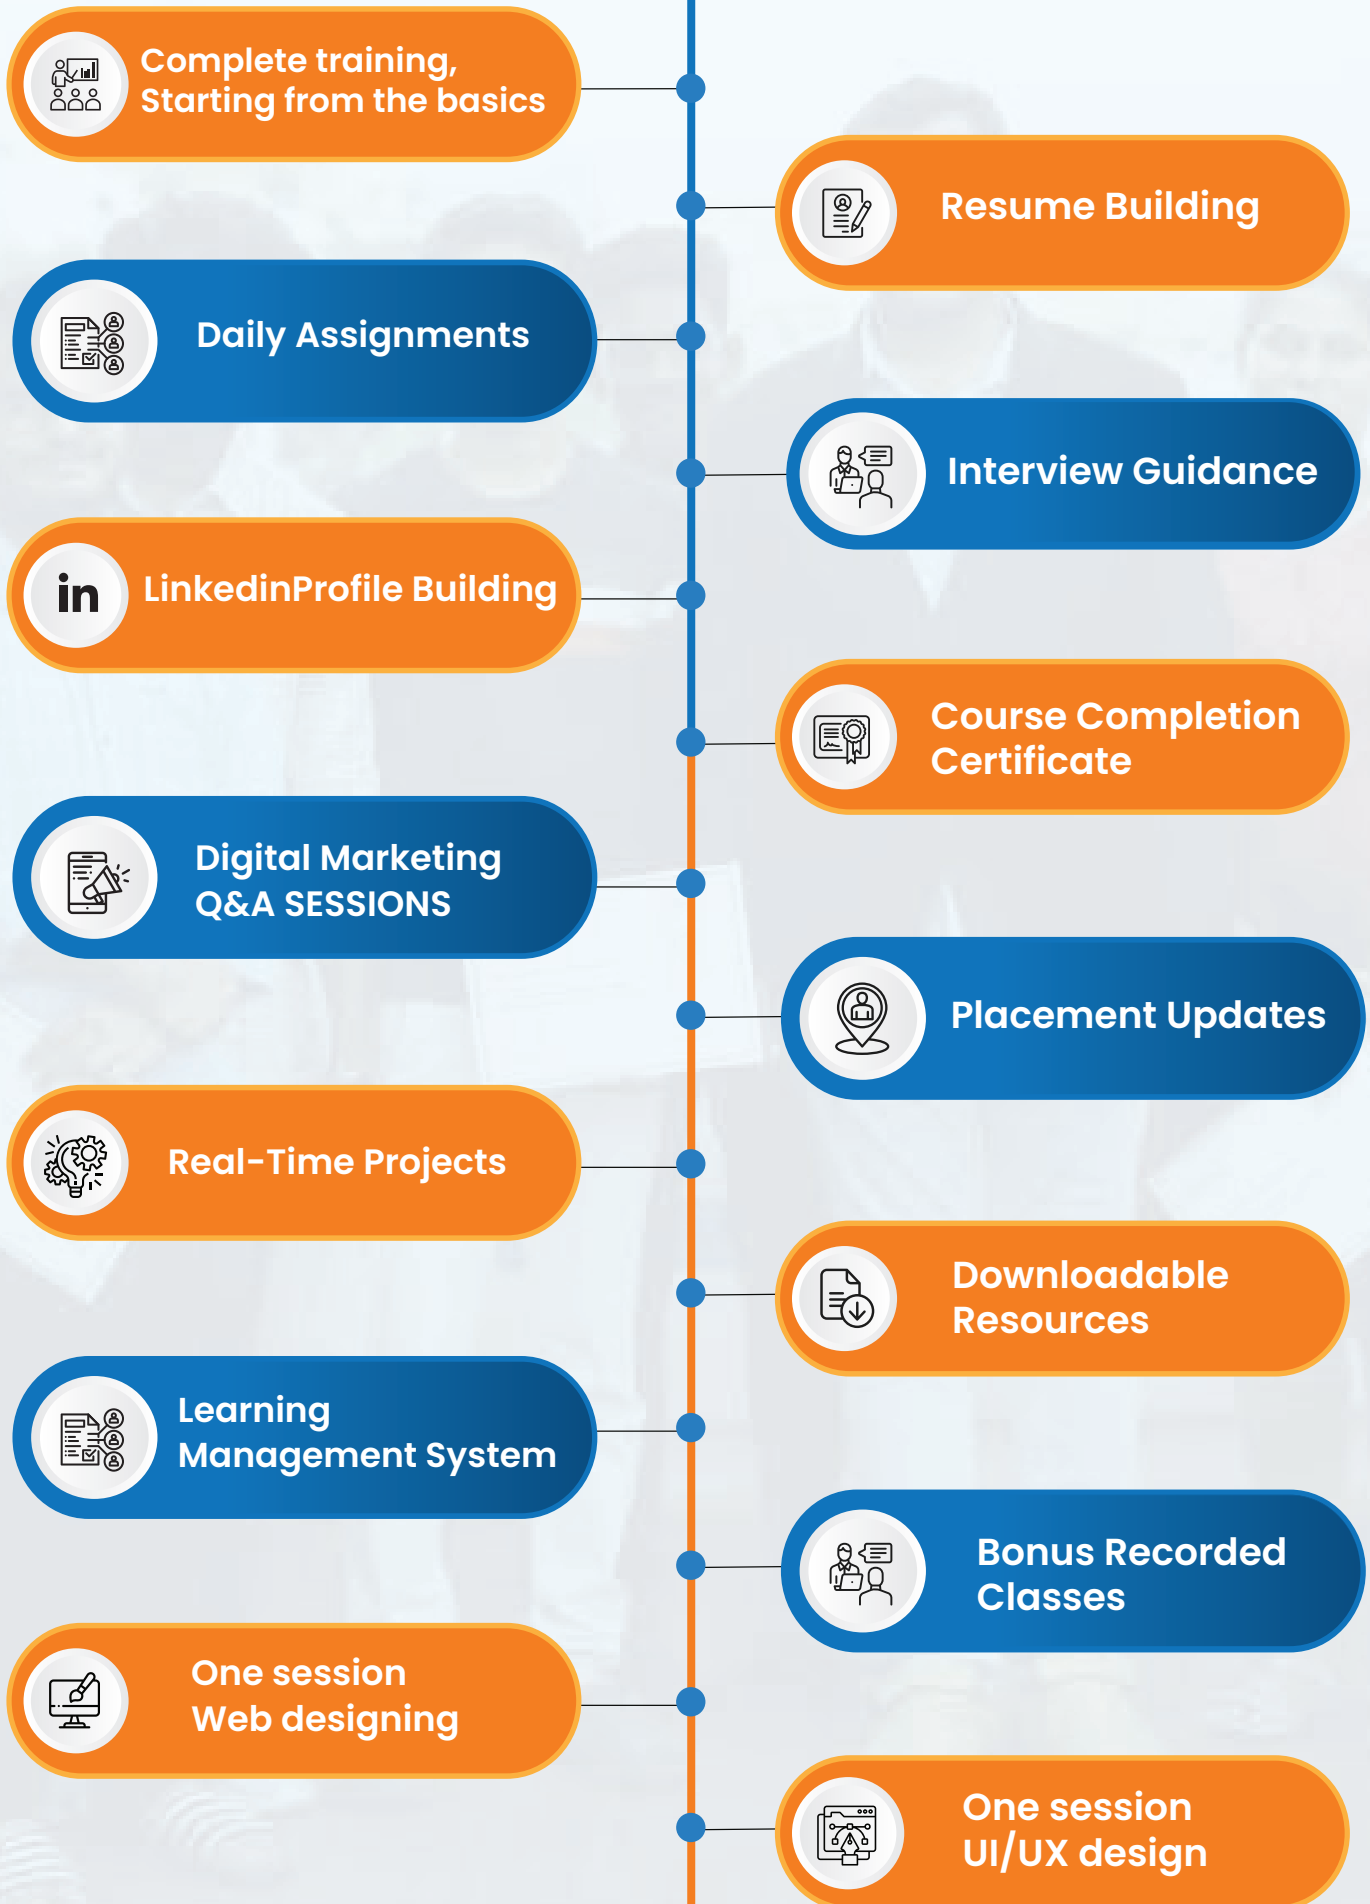 Complete training,
Starting from the basics
Resume Building
Daily Assignments
Interview Guidance
in
LinkedinProfile Building
Course Completion
Certificate
Digital Marketing
Q&A SESSIONS
Placement Updates
Real-Time Projects
Downloadable
Resources
Learning
Management System
Bonus Recorded
Classes
One session
Web designing
One session
UI/UX design